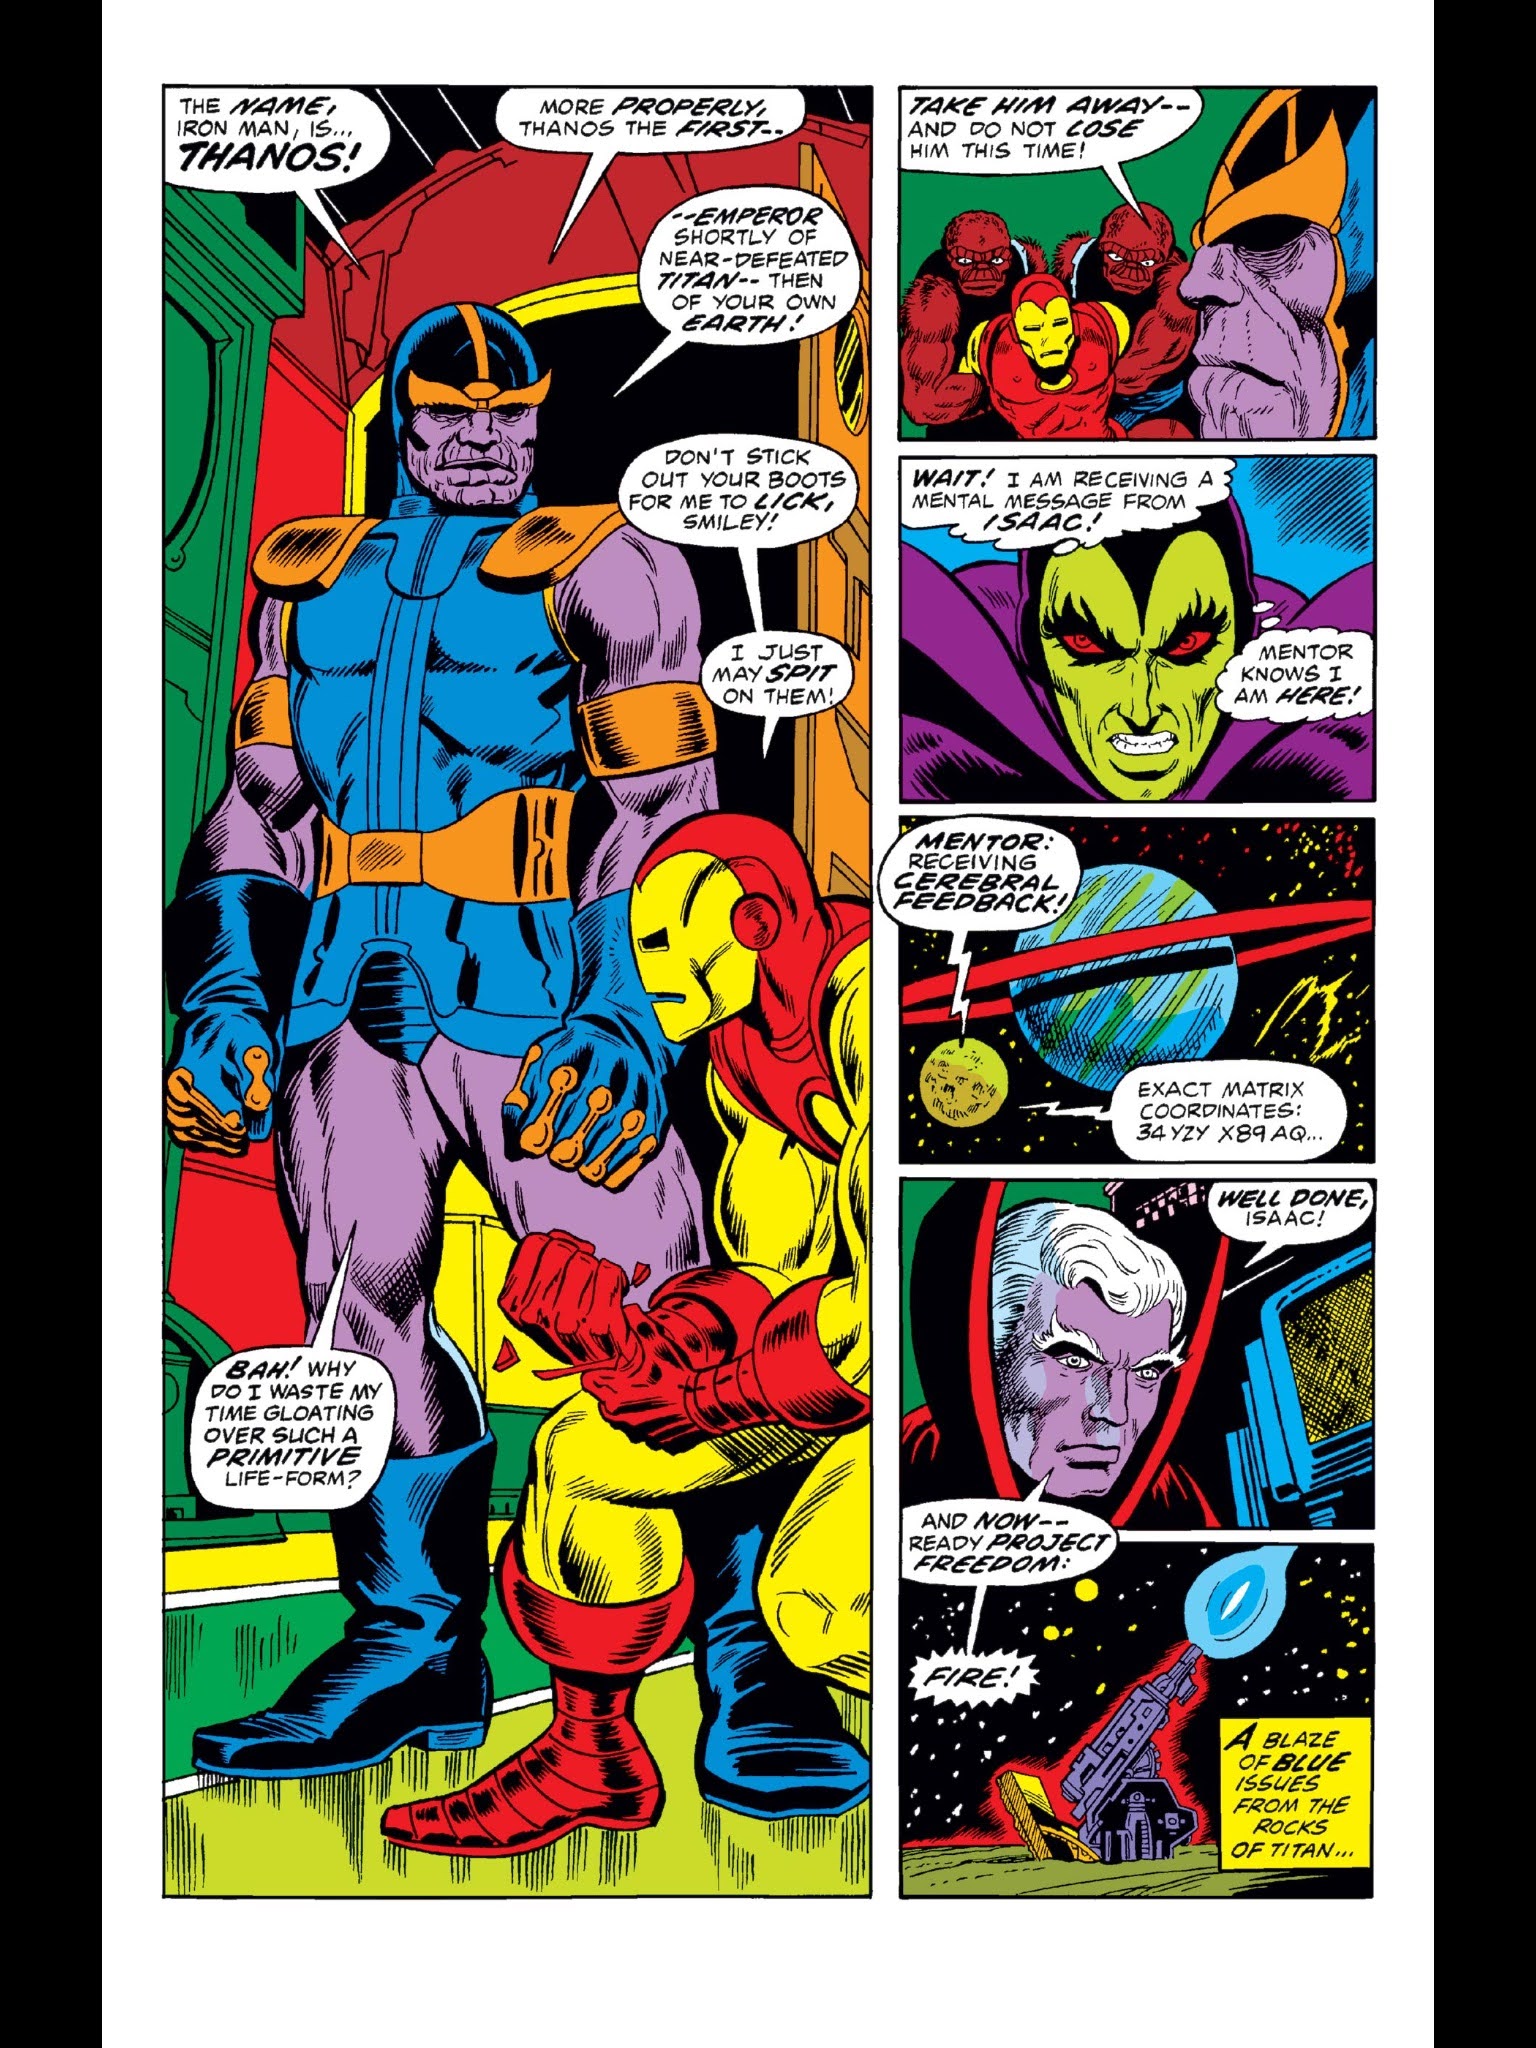 THE NAME,
IRON MAN, IS...
THANOS!
MORE PROPERLY,
THANOS THE FIRST--
--EMPEROR
SHORTLY OF
NEAR-DEFEATED
TITAN-- THEN
OF YOUR OWN
EARTH!
DON'T STICK
OUT YOUR BOOTS
FOR ME TO LICK,
SMILEY!
I JUST
MAY SPIT
ON THEM!
BAH! WHY
DO I WASTE MY
TIME GLOATING
OVER SUCH A
PRIMITIVE
LIFE-FORM?
TAKE HIM AWAY--
AND DO NOT LOSE
HIM THIS TIME!
WAIT! I AM RECEIVING A
MENTAL MESSAGE FROM
ISAAC!
MENTOR
KNOWS I
AM HERE!
MENTOR:
RECEIVING
CEREBRAL
FEEDBACK!
EXACT MATRIX
COORDINATES:
34 YZY X89 AQ...
WELL DONE,
ISAAC!
AND NOW--
READY PROJECT
FREEDOM:
FIRE!
A BLAZE
OF BLUE
ISSUES
FROM THE
ROCKS
OF TITAN...